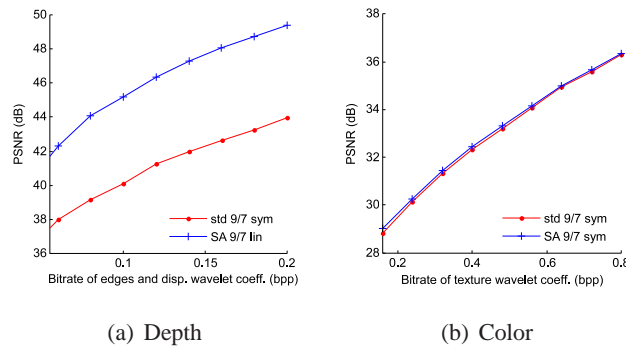 50
48
46
44
42
40
38
36
PSNR (dB)
0.1
0.15
0.2
Bitrate of edges and disp. wavelet coeff. (bpp)
std 9/7 sym
SA 9/7 lin
(a) Depth
36
34
32
30
28
PSNR (dB)
0.2
0.4
0.6
0.8
Bitrate of texture wavelet coeff. (bpp)
std 9/7 sym
SA 9/7 sym
(b) Color